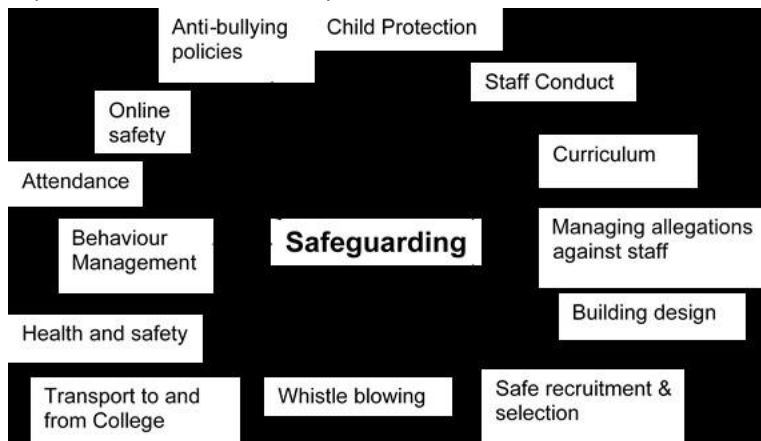 Anti-bullying
policies
Child Protection
Staff Conduct
Online
safety
Curriculum
Attendance
Behaviour
Management
Safeguarding
Managing allegations
against staff
Building design
Health and safety
Transport to and
from College
Whistle blowing
Safe recruitment &
selection